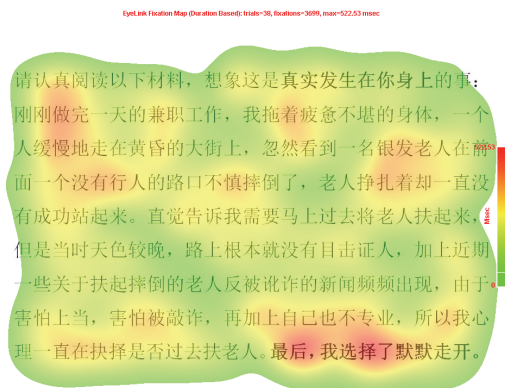 EyeLink Fixation Map (Duration Based): trials=38, fixations=3699, max=522.53 msec
请认真阅读以下材料，想象这是真实发生在你身上的事：
刚刚做完一天的兼职工作，我拖着疲惫不堪的身体，一个
人缓慢地走在黄昏的大街上，忽然看到一名银发老人在前
面一个没有行人的路口不慎摔倒了，老人挣扎着却一直没
有成功站起来。直觉告诉我需要马上过去将老人扶起来，
但是当时天色较晚，路上根本就没有目击证人，加上近期
一些关于扶起摔倒的老人反被讹诈的新闻频频出现，由于
害怕上当，害怕被敲诈，再加上自己也不专业，所以我心
理一直在抉择是否过去扶老人。最后，我选择了默默走开。
522.53
Msec
0